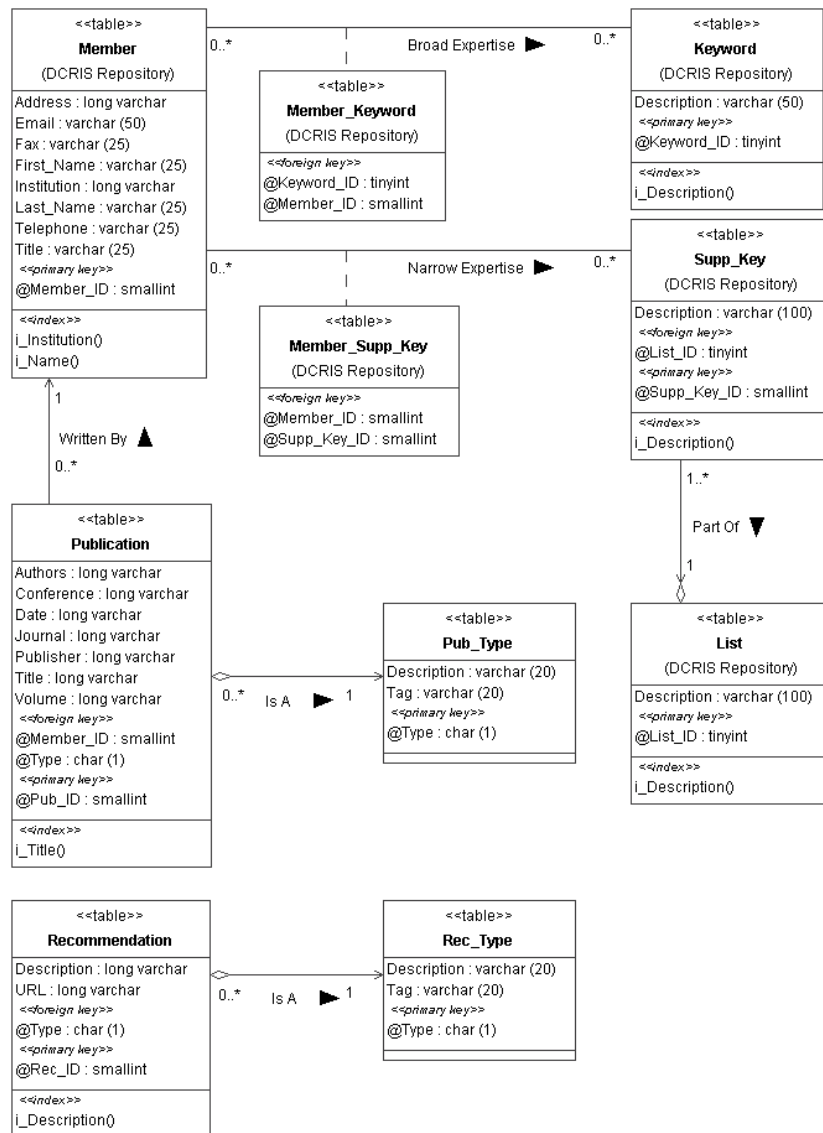 <<table>>
Member
(DCRIS Repository)
Address : long varchar
Email : varchar (50)
Fax : varchar (25)
First_Name : varchar (25)
Institution : long varchar
Last_Name : varchar (25)
Telephone : varchar (25)
Title : varchar (25)
<<primary key>>
@Member_ID : smallint
<<index>>
i_Institution()
i_Name()
0..*
Broad Expertise
0..*
<<table>>
Member_Keyword
(DCRIS Repository)
<<foreign key>>
@Keyword_ID : tinyint
@Member_ID : smallint
<<table>>
Keyword
(DCRIS Repository)
Description : varchar (50)
<<primary key>>
@Keyword_ID : tinyint
<<index>>
i_Description()
0..*
Narrow Expertise
0..*
<<table>>
Member_Supp_Key
(DCRIS Repository)
<<foreign key>>
@Member_ID : smallint
@Supp_Key_ID : smallint
<<table>>
Supp_Key
(DCRIS Repository)
Description : varchar (100)
<<foreign key>>
@List_ID : tinyint
<<primary key>>
@Supp_Key_ID : smallint
<<index>>
i_Description()
1
Written By
0..*
1..*
Part Of
1
<<table>>
Publication
Authors : long varchar
Conference : long varchar
Date : long varchar
Journal : long varchar
Publisher : long varchar
Title : long varchar
Volume : long varchar
<<foreign key>>
@Member_ID : smallint
@Type : char (1)
<<primary key>>
@Pub_ID : smallint
<<index>>
i_Title()
0..*
Is A
1
<<table>>
Pub_Type
Description : varchar (20)
Tag : varchar (20)
<<primary key>>
@Type : char (1)
<<table>>
List
(DCRIS Repository)
Description : varchar (100)
<<primary key>>
@List_ID : tinyint
<<index>>
i_Description()
<<table>>
Recommendation
Description : long varchar
URL : long varchar
<<foreign key>>
@Type : char (1)
<<primary key>>
@Rec_ID : smallint
<<index>>
i_Description()
0..*
Is A
1
<<table>>
Rec_Type
Description : varchar (20)
Tag : varchar (20)
<<primary key>>
@Type : char (1)